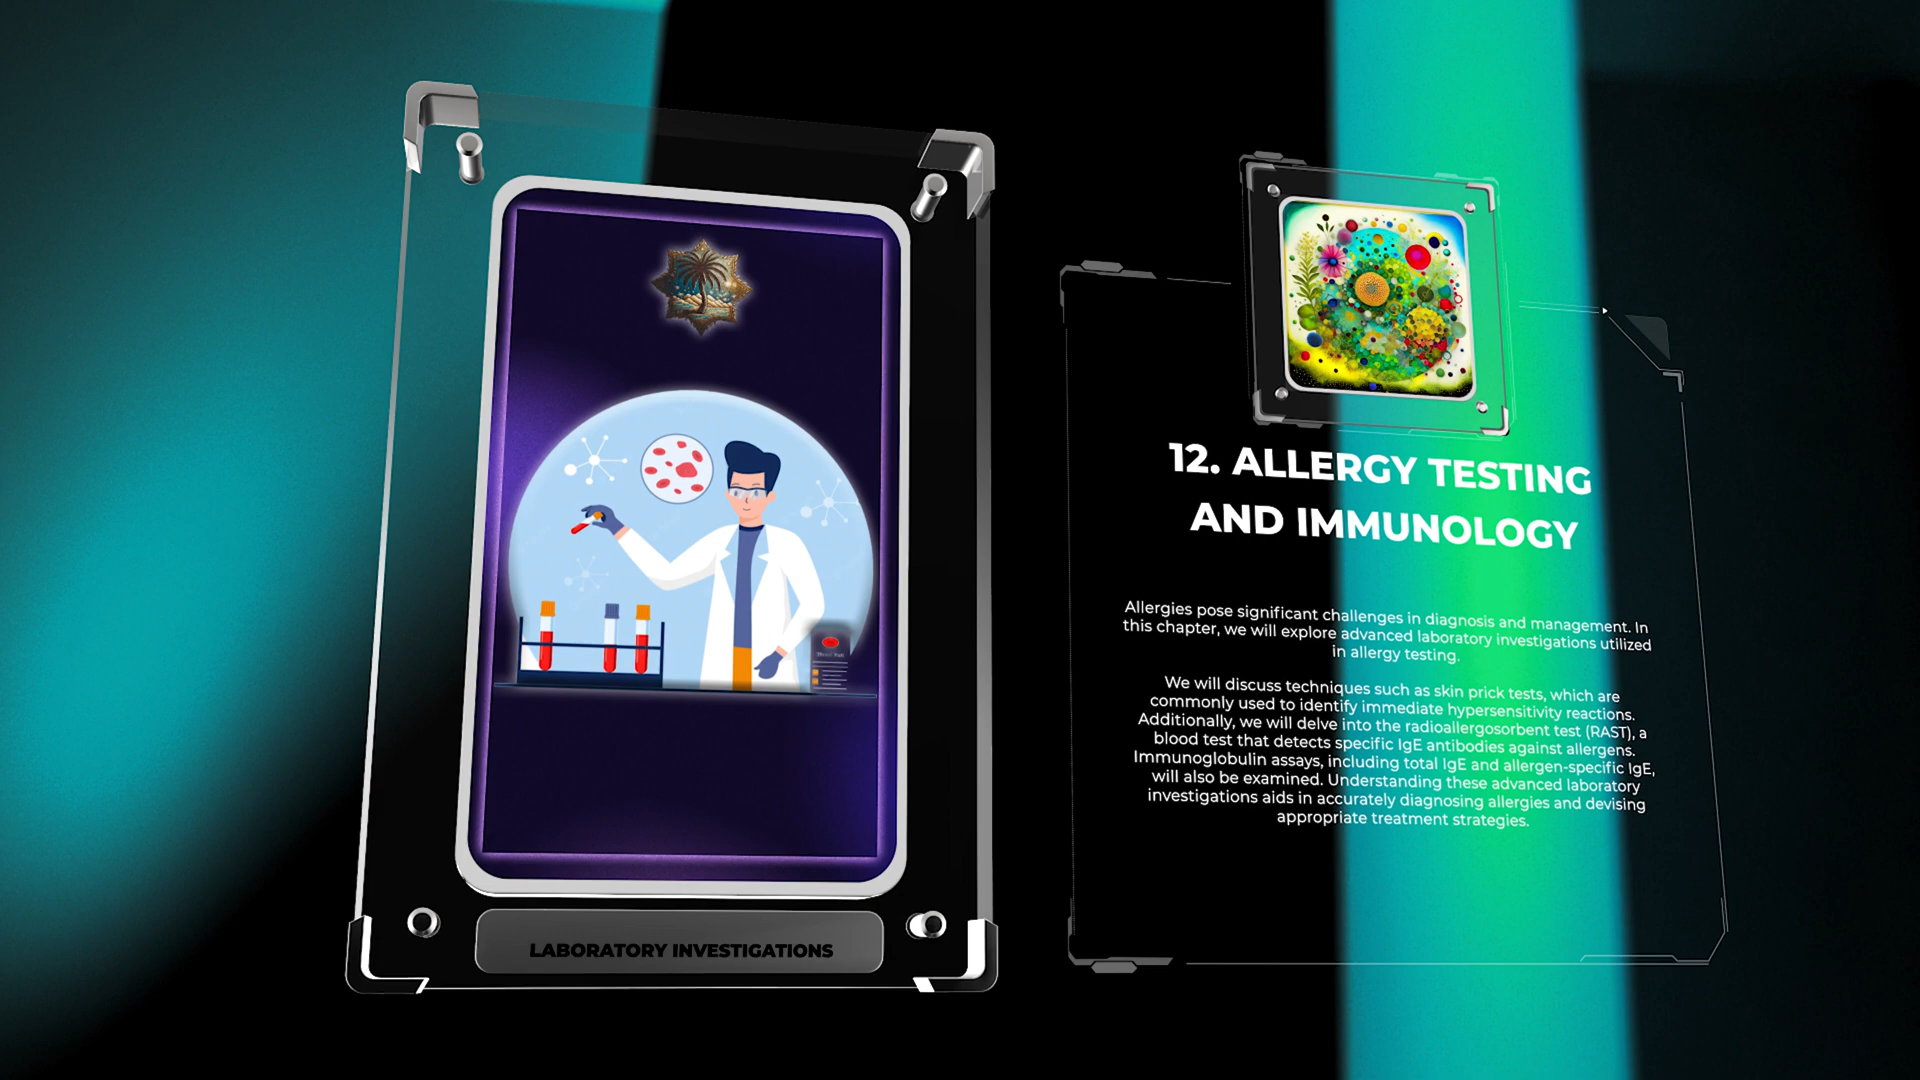 LABORATORY INVESTIGATIONS
12. ALLERGY TESTING
AND IMMUNOLOGY
Allergies pose significant challenges in diagnosis and management. In
this chapter, we will explore advanced laboratory investigations utilized
in allergy testing.
We will discuss techniques such as skin prick tests, which are
commonly used to identify immediate hypersensitivity reactions.
Additionally, we will delve into the radioallergosorbent test (RAST), a
blood test that detects specific IgE antibodies against allergens.
Immunoglobulin assays, including total IgE and allergen-specific IgE,
will also be examined. Understanding these advanced laboratory
investigations aids in accurately diagnosing allergies and devising
appropriate treatment strategies.